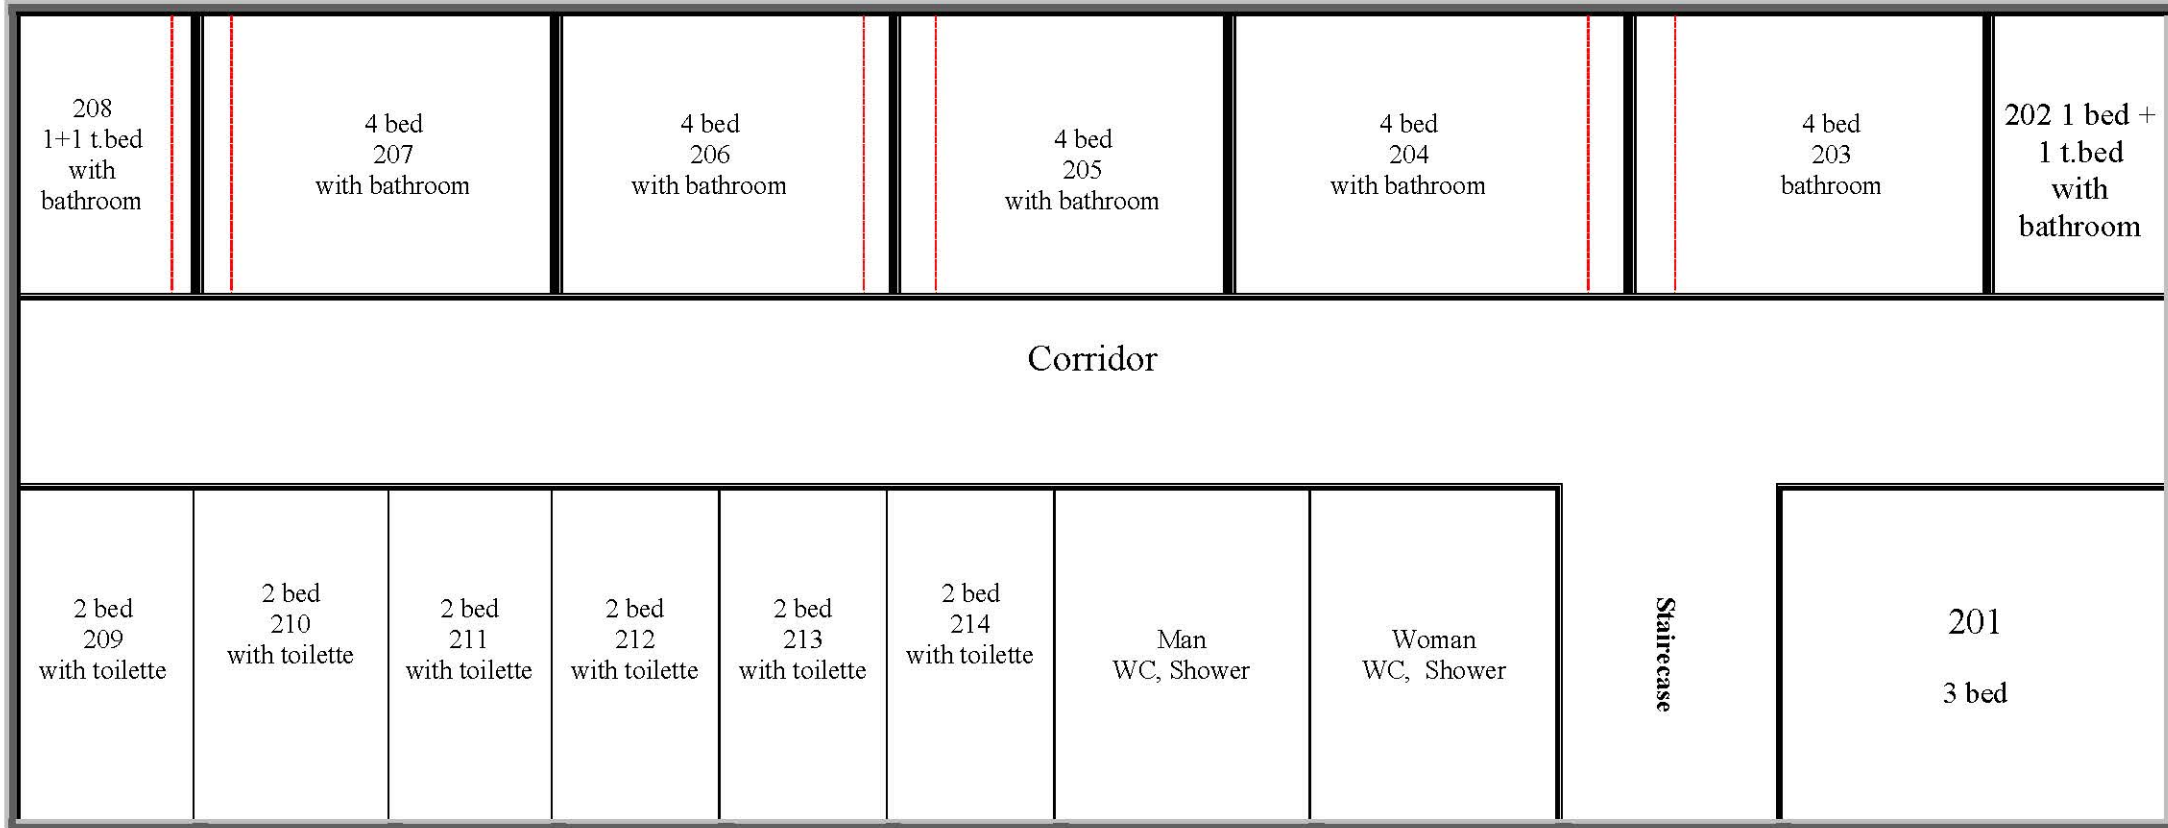 208
1+1 t.bed
with
bathroom
4 bed
207
with bathroom
4 bed
206
with bathroom
4 bed
205
with bathroom
4 bed
204
with bathroom
4 bed
203
bathroom
202 1 bed +
1 t.bed
with
bathroom
Corridor
2 bed
209
with toilette
2 bed
210
with toilette
2 bed
211
with toilette
2 bed
212
with toilette
2 bed
213
with toilette
2 bed
214
with toilette
Man
WC, Shower
Woman
WC, Shower
Stairecase
201
3 bed